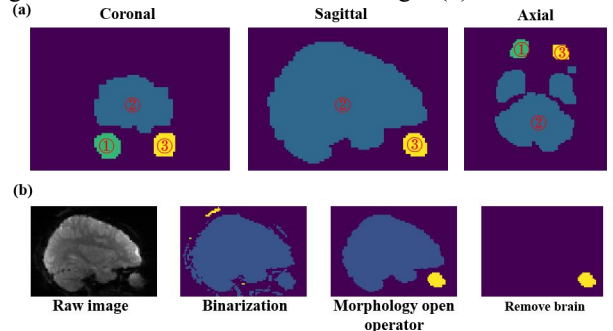 (a)
Coronal Sagittal Axial
② ② ① ③
① ③ ③ ②
(b)
Raw image Binarization Morphology open operator Remove brain